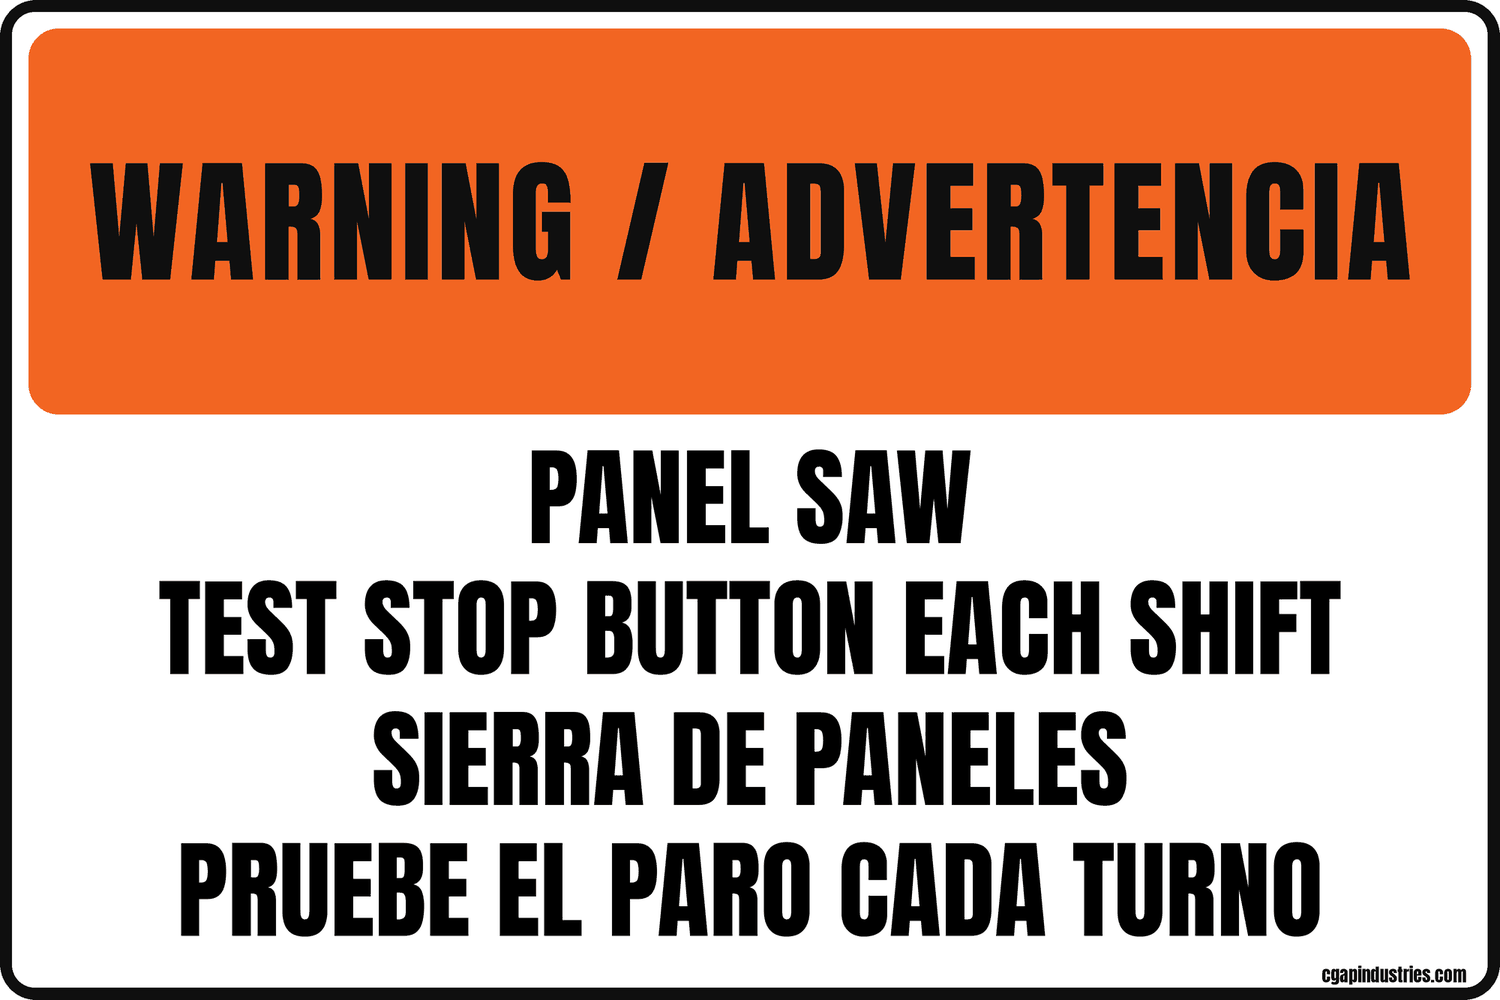 WARNING / ADVERTENCIA
PANEL SAW
TEST STOP BUTTON EACH SHIFT
SIERRA DE PANELES
PRUEBE EL PARO CADA TURNO
cgapindustries.com